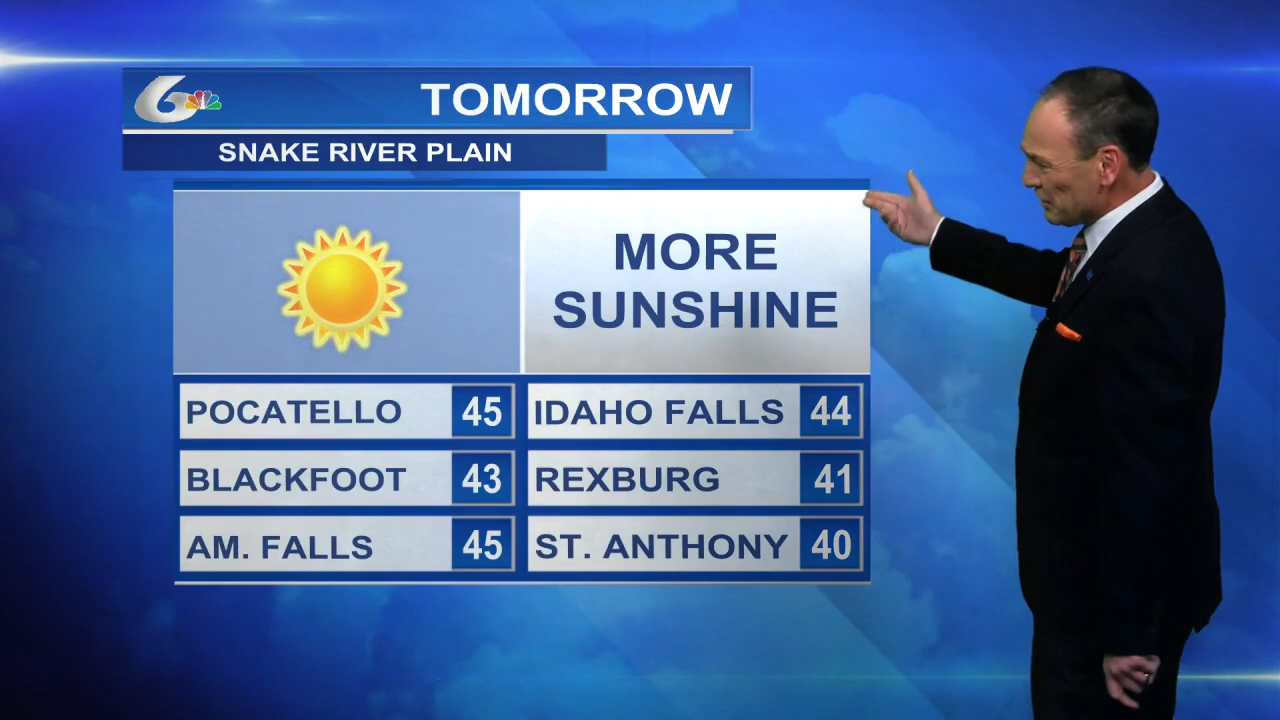 6
TOMORROW
SNAKE RIVER PLAIN
MORE
SUNSHINE
POCATELLO 45
IDAHO FALLS 44
BLACKFOOT 43
REXBURG 41
AM. FALLS 45
ST. ANTHONY 40